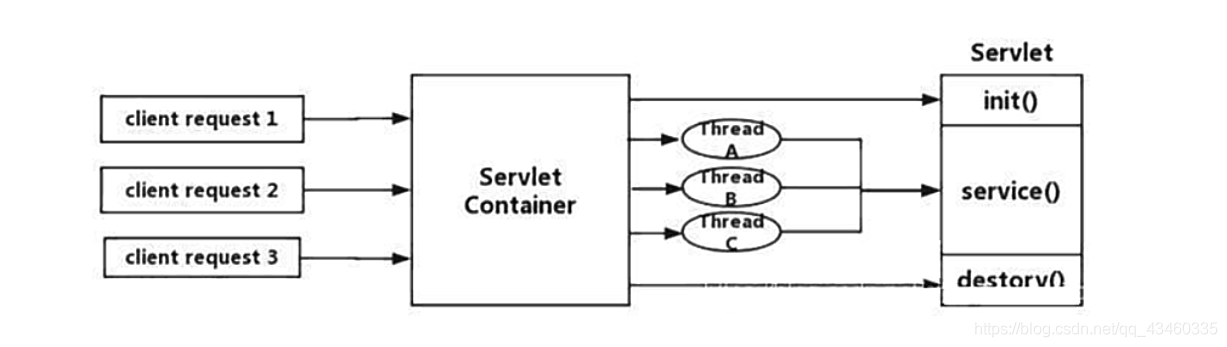 Servlet
init()
client request 1
Thread
A
client request 2
Servlet
Container
Thread
B
service()
Thread
C
client request 3
destory()
https://blog.csdn.net/qq_43460335